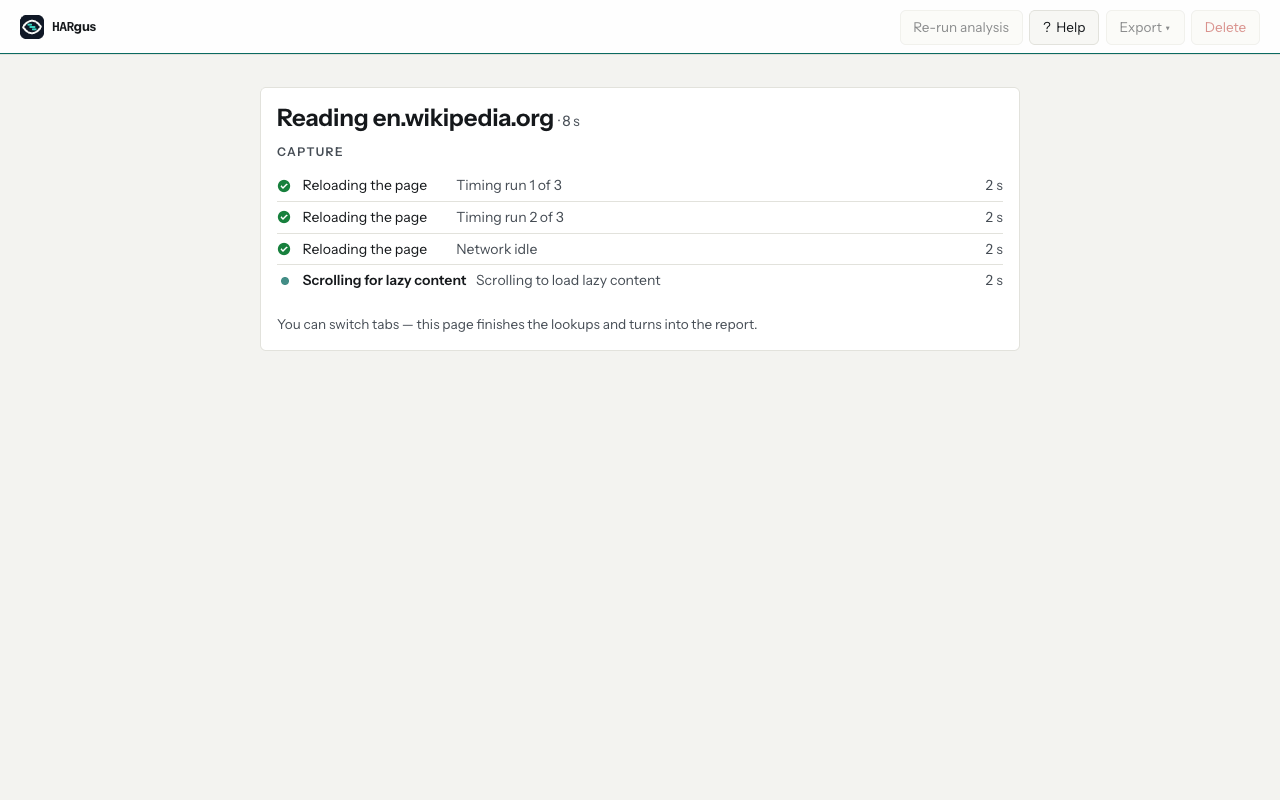 HARgus
Re-run analysis
? Help
Export ▾
Delete
Reading en.wikipedia.org · 8 s
CAPTURE
Reloading the page Timing run 1 of 3 2 s
Reloading the page Timing run 2 of 3 2 s
Reloading the page Network idle 2 s
Scrolling for lazy content Scrolling to load lazy content 2 s
You can switch tabs — this page finishes the lookups and turns into the report.